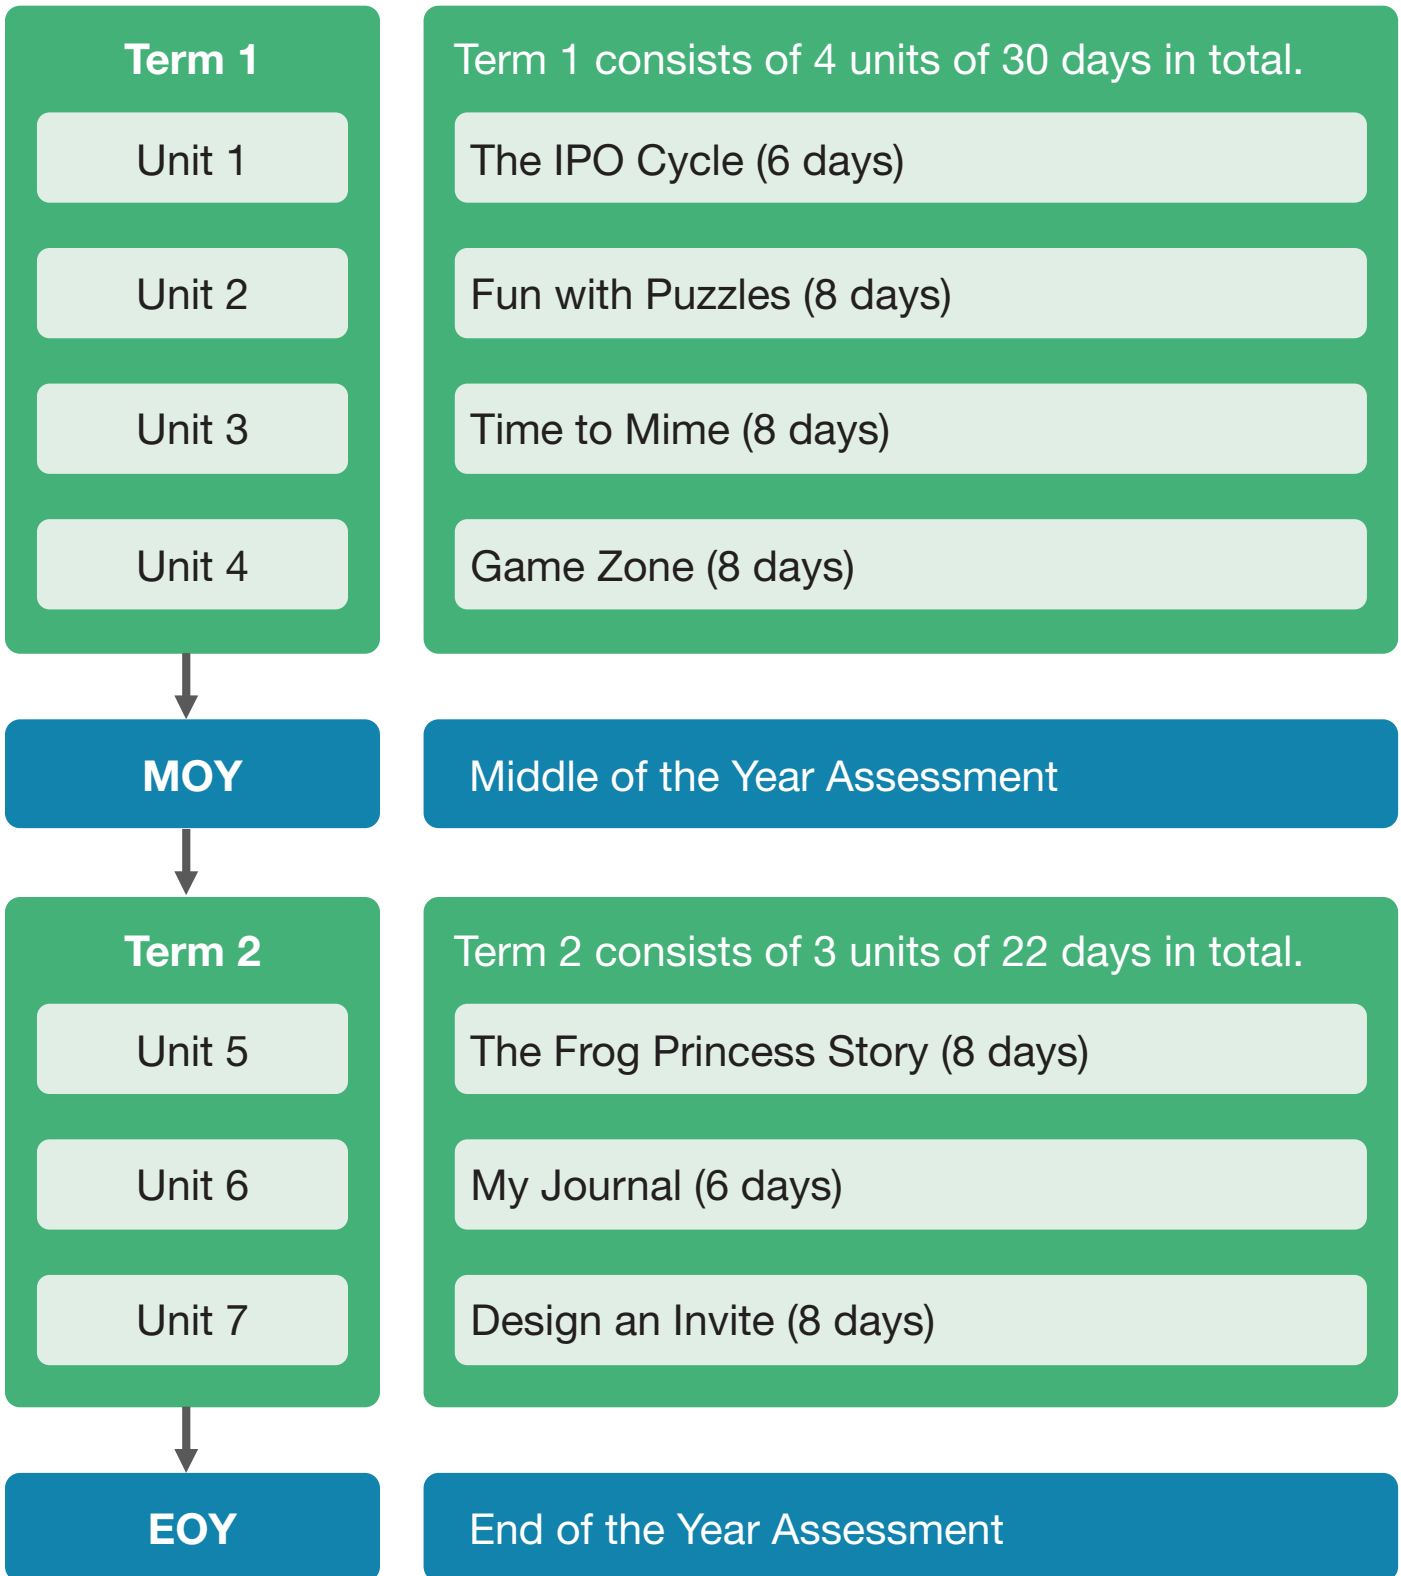 Term 1
Term 1 consists of 4 units of 30 days in total.
Unit 1
The IPO Cycle (6 days)
Unit 2
Fun with Puzzles (8 days)
Unit 3
Time to Mime (8 days)
Unit 4
Game Zone (8 days)
MOY
Middle of the Year Assessment
Term 2
Term 2 consists of 3 units of 22 days in total.
Unit 5
The Frog Princess Story (8 days)
Unit 6
My Journal (6 days)
Unit 7
Design an Invite (8 days)
EOY
End of the Year Assessment